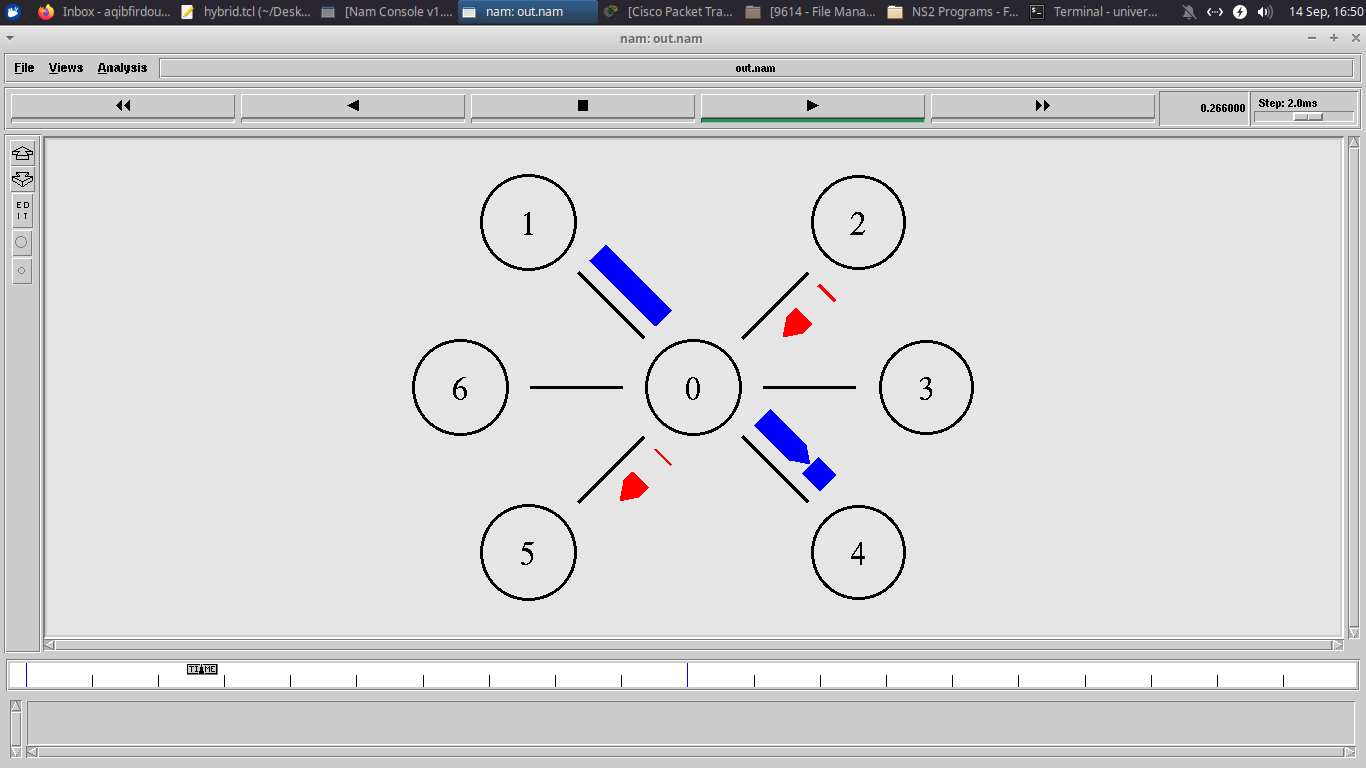 Inbox - aqibfirdou... hybrid.tcl (~/Desk... [Nam Console v1.... nam: out.nam [Cisco Packet Tra... [9614 - File Mana... NS2 Programs - F... Terminal - univer... 14 Sep, 16:50
nam: out.nam
File Views Analysis out.nam
0.266000 Step: 2.0ms
ED
IT
1 2
6 0 3
5 4
TIME